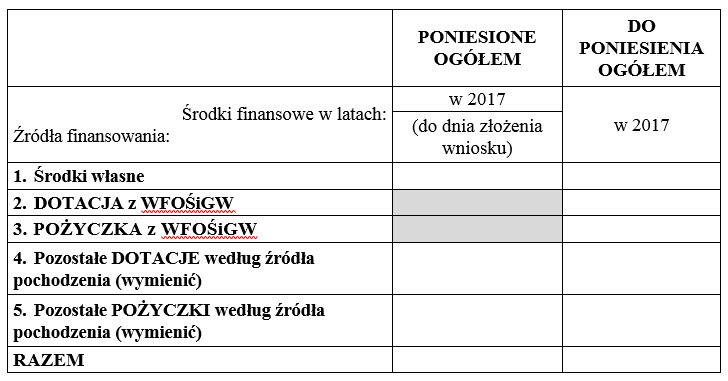 PONIESIONE
OGÓŁEM
DO
PONIESIENIA
OGÓŁEM
Środki finansowe w latach:
Źródła finansowania:
w 2017
(do dnia złożenia
wniosku)
w 2017
1. Środki własne
2. DOTACJA z WFOŚiGW
3. POŻYCZKA z WFOŚiGW
4. Pozostałe DOTACJE według źródła
pochodzenia (wymienić)
5. Pozostałe POŻYCZKI według źródła
pochodzenia (wymienić)
RAZEM